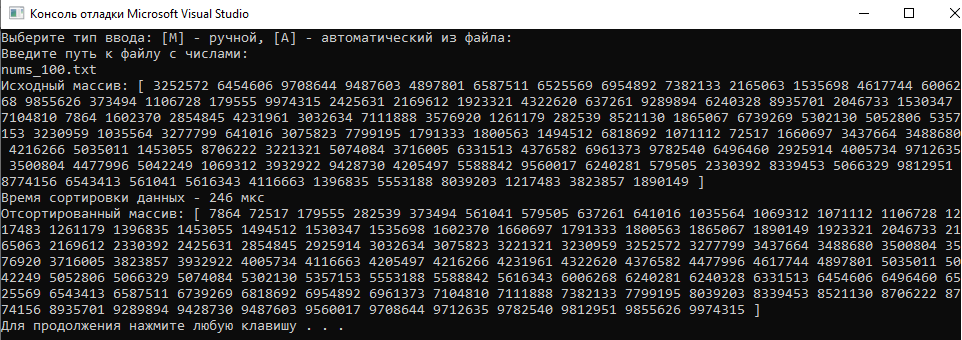 Консоль отладки Microsoft Visual Studio
Выберите тип ввода: [M] - ручной, [A] - автоматический из файла:
Введите путь к файлу с числами:
nums_100.txt
Исходный массив: [ 3252572 6454606 9708644 9487603 4897801 6587511 6525569 6954892 7382133 2165063 1535698 4617744 60062
68 9855626 373494 1106728 179555 9974315 2425631 2169612 1923321 4322620 637261 9289894 6240328 8935701 2046733 1530347
7104810 7864 1602370 2854845 4231961 3032634 7111888 3576920 1261179 282539 8521130 1865067 6739269 5302130 5052806 5357
153 3230959 1035564 3277799 641016 3075823 7799195 1791333 1800563 1494512 6818692 1071112 72517 1660697 3437664 3488680
4216266 5035011 1453055 8706222 3221321 5074084 3716005 6331513 4376582 6961373 9782540 6496460 2925914 4005734 9712635
3500804 4477996 5042249 1069312 3932922 9428730 4205497 5588842 9560017 6240281 579505 2330392 8339453 5066329 9812951
8774156 6543413 561041 5616343 4116663 1396835 5553188 8039203 1217483 3823857 1890149 ]
Время сортировки данных - 246 мкс
Отсортированный массив: [ 7864 72517 179555 282539 373494 561041 579505 637261 641016 1035564 1069312 1071112 1106728 12
17483 1261179 1396835 1453055 1494512 1530347 1535698 1602370 1660697 1791333 1800563 1865067 1890149 1923321 2046733 21
65063 2169612 2330392 2425631 2854845 2925914 3032634 3075823 3221321 3230959 3252572 3277799 3437664 3488680 3500804 35
76920 3716005 3823857 3932922 4005734 4116663 4205497 4216266 4231961 4322620 4376582 4477996 4617744 4897801 5035011 50
42249 5052806 5066329 5074084 5302130 5357153 5553188 5588842 5616343 6006268 6240281 6240328 6331513 6454606 6496460 65
25569 6543413 6587511 6739269 6818692 6954892 6961373 7104810 7111888 7382133 7799195 8039203 8339453 8521130 8706222 87
74156 8935701 9289894 9428730 9487603 9560017 9708644 9712635 9782540 9812951 9855626 9974315 ]
Для продолжения нажмите любую клавишу . . .